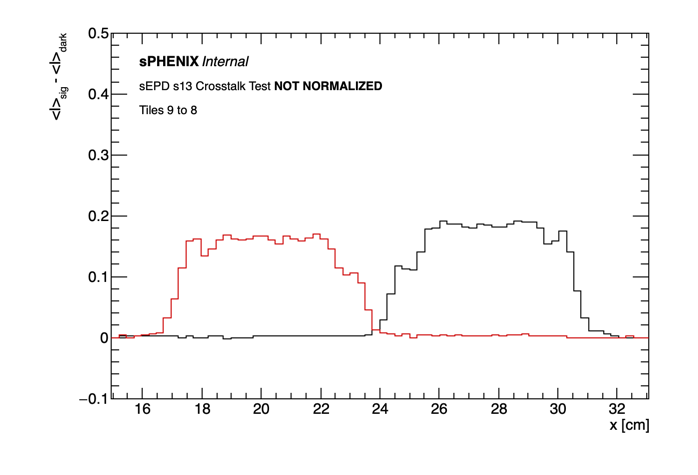 0.5
<|I|>sig - <|I|>dark
sPHENIX Internal
sEPD s13 Crosstalk Test NOT NORMALIZED
0.4
Tiles 9 to 8
0.3
0.2
0.1
0
−0.1
16 18 20 22 24 26 28 30 32
x [cm]